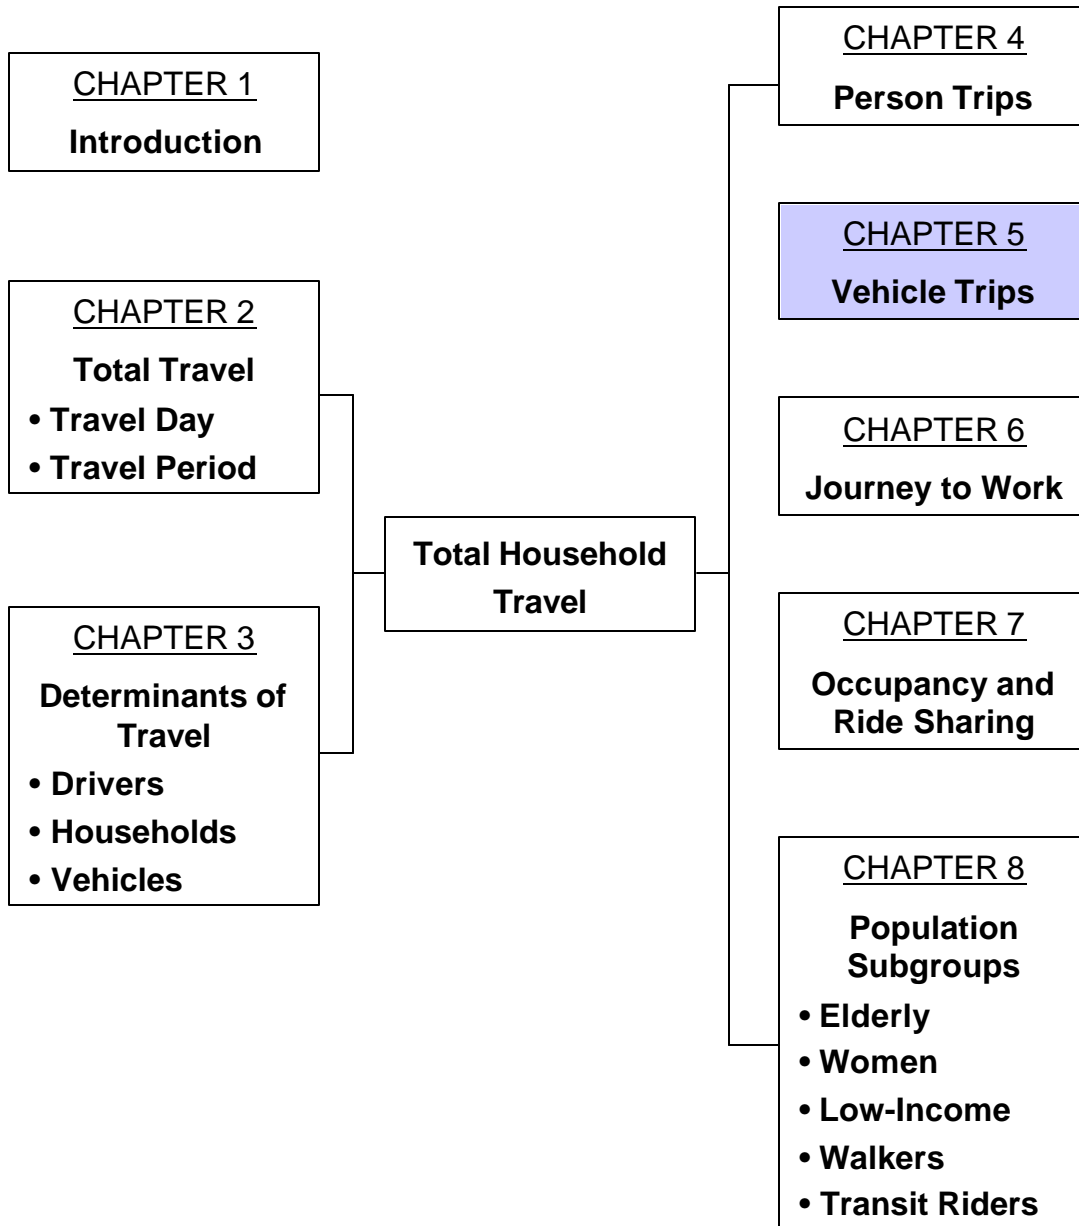 CHAPTER 1
Introduction
CHAPTER 2
Total Travel
• Travel Day
• Travel Period
CHAPTER 3
Determinants of
Travel
• Drivers
• Households
• Vehicles
Total Household
Travel
CHAPTER 4
Person Trips
CHAPTER 5
Vehicle Trips
CHAPTER 6
Journey to Work
CHAPTER 7
Occupancy and
Ride Sharing
CHAPTER 8
Population
Subgroups
• Elderly
• Women
• Low-Income
• Walkers
• Transit Riders